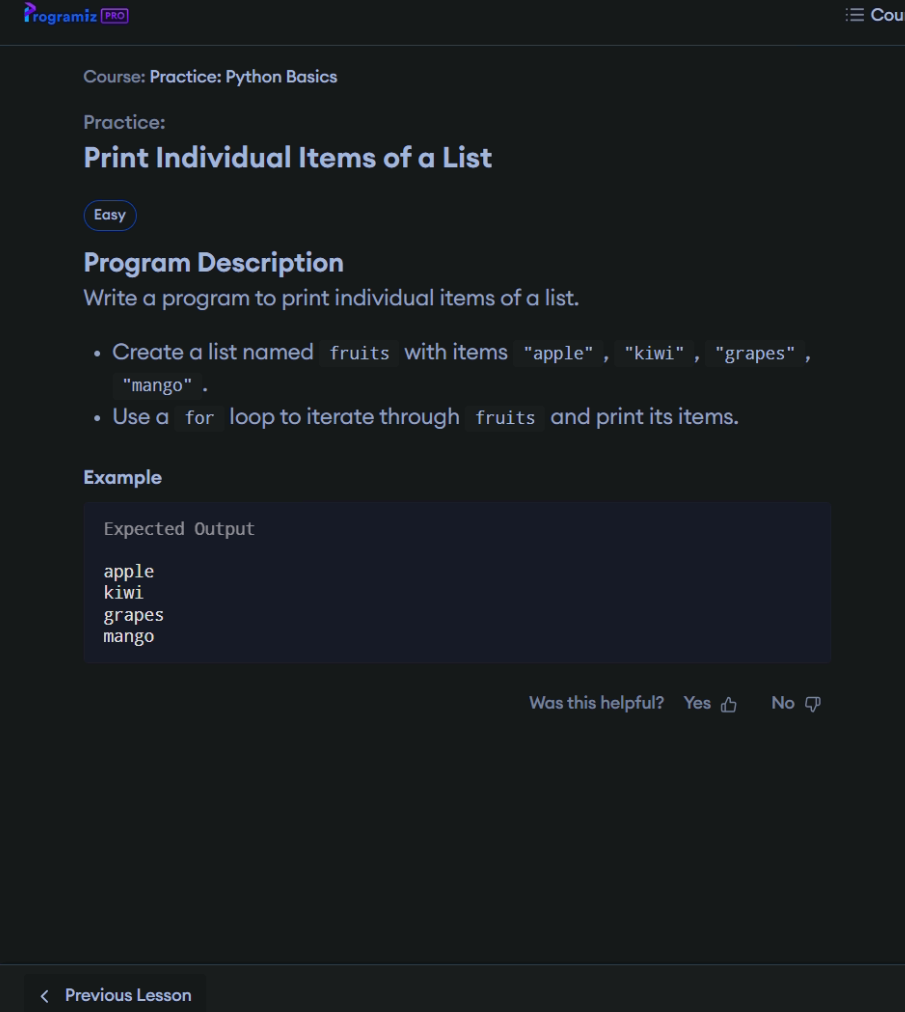 Programiz PRO
Cou
Course: Practice: Python Basics
Practice:
Print Individual Items of a List
Easy
Program Description
Write a program to print individual items of a list.
• Create a list named fruits with items "apple" , "kiwi" , "grapes" ,
"mango" .
• Use a for loop to iterate through fruits and print its items.
Example
Expected Output
apple
kiwi
grapes
mango
Was this helpful? Yes No
Previous Lesson